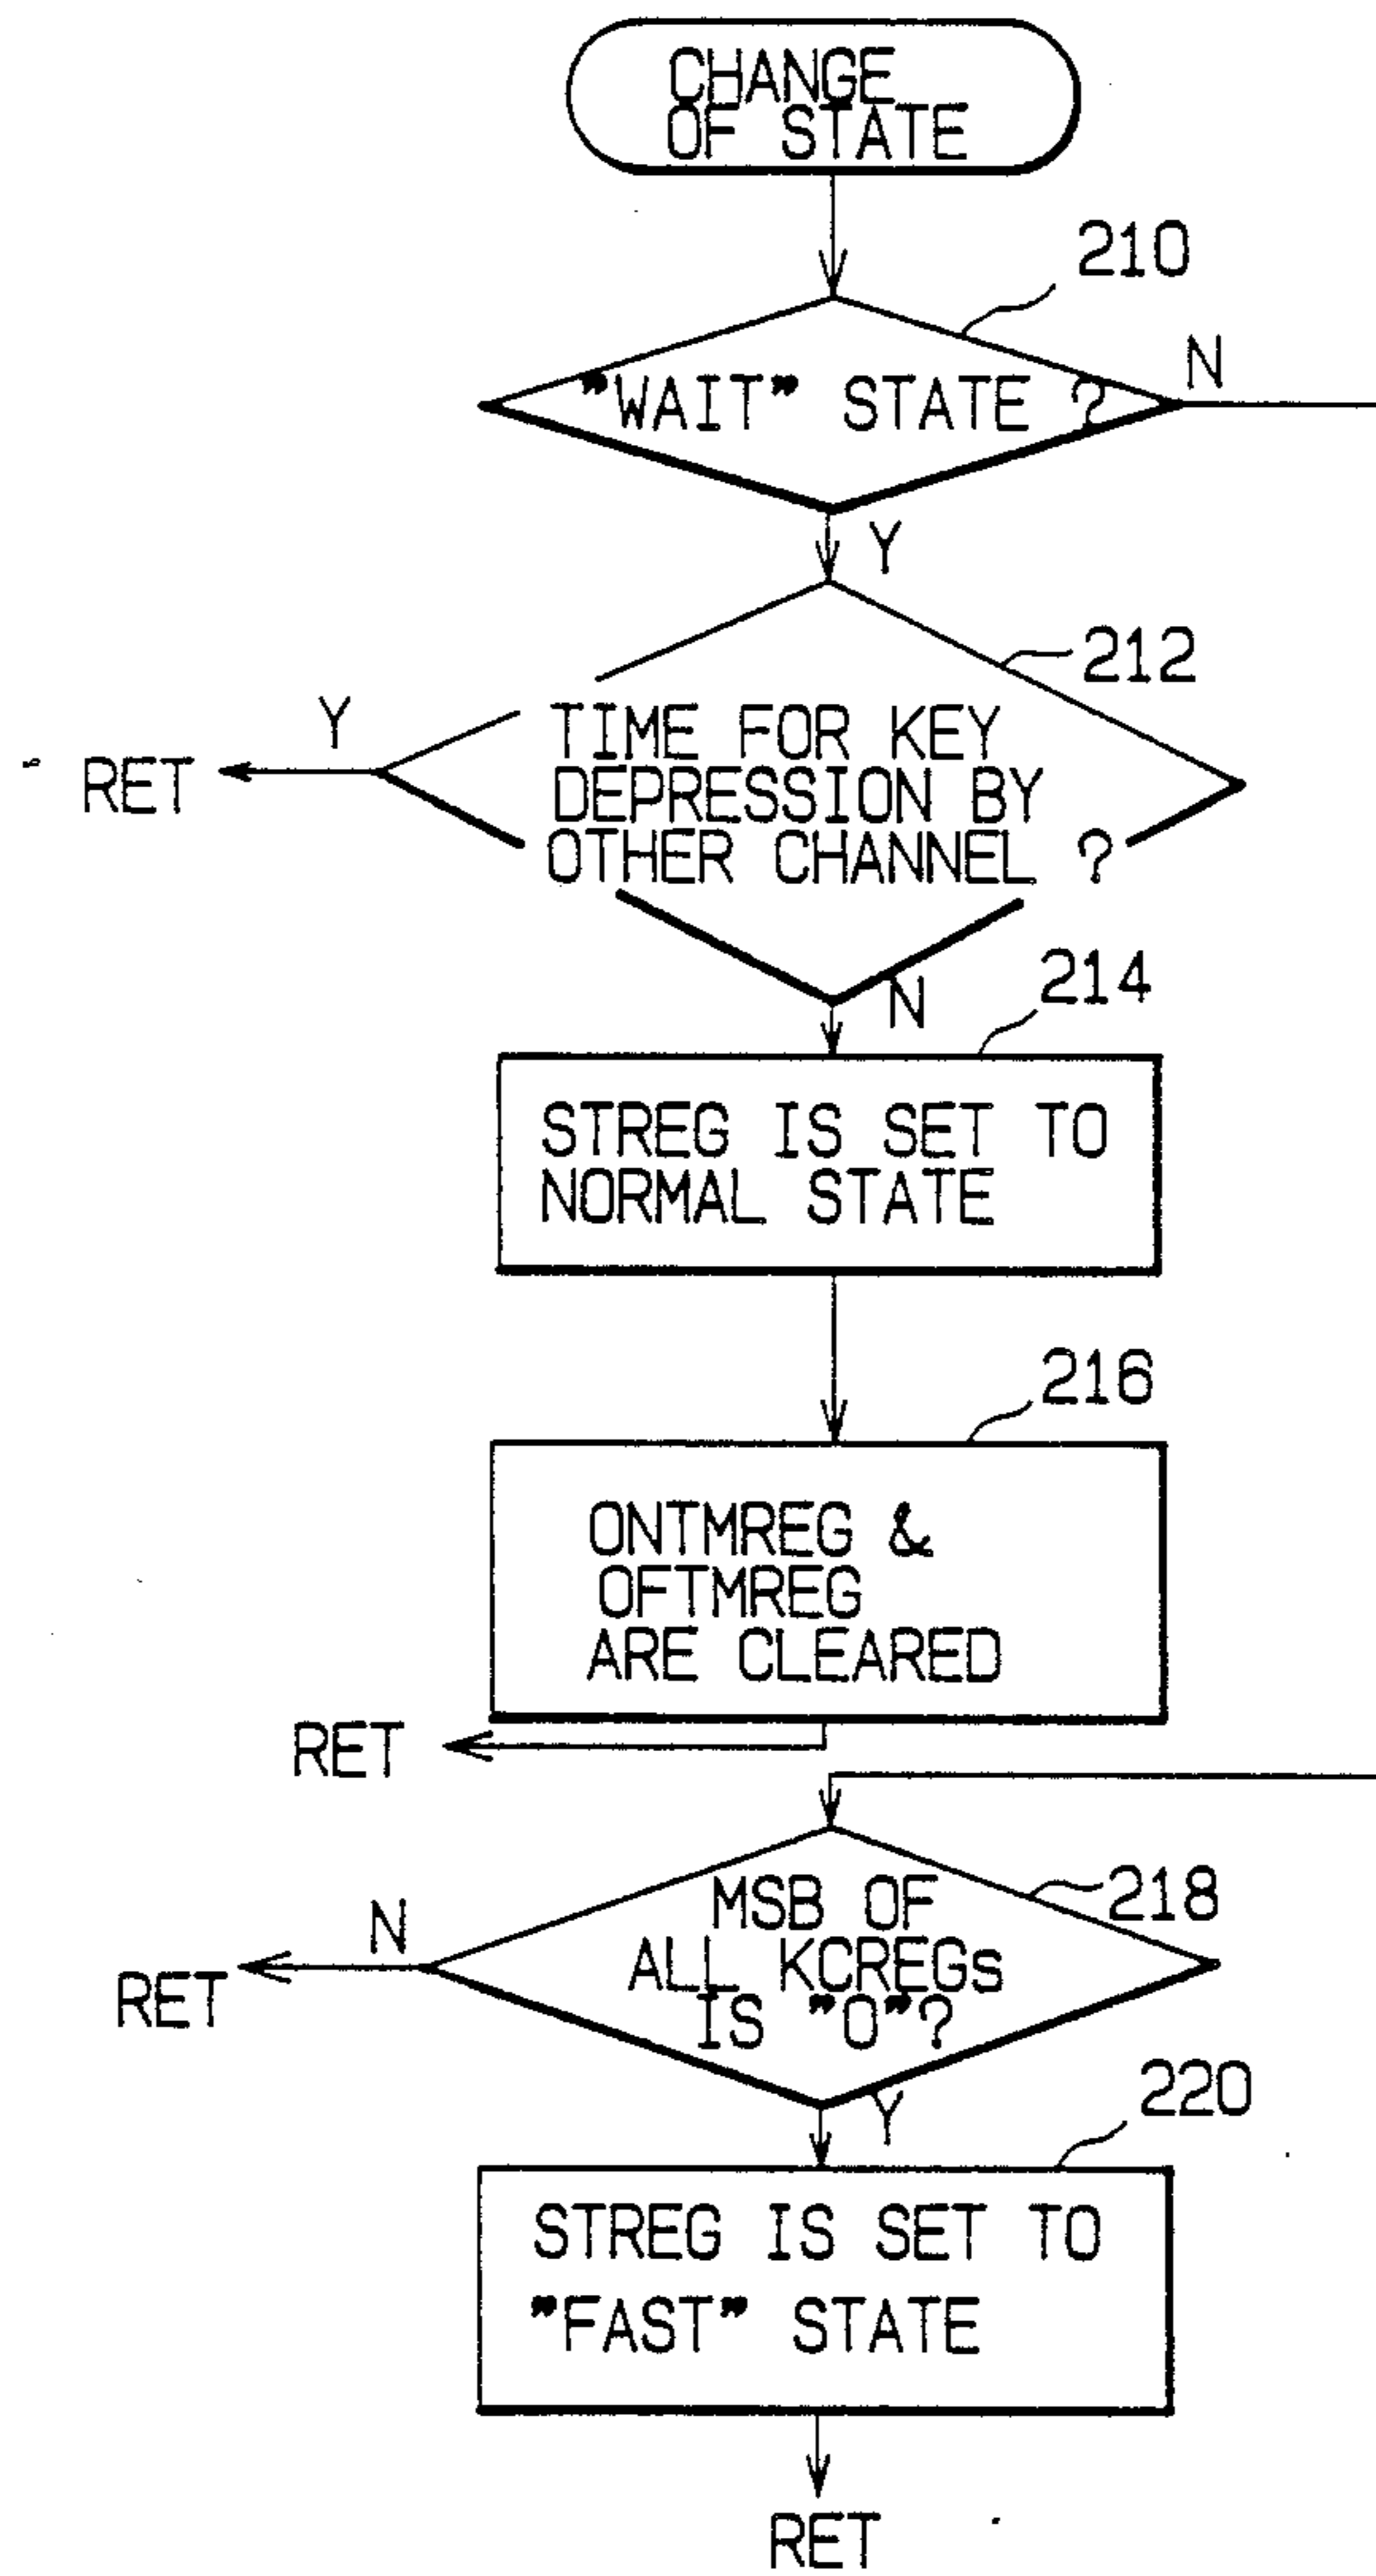 CHANGE
OF STATE
210
"WAIT" STATE ?
N
Y
212
Y
TIME FOR KEY
RET
DEPRESSION BY
OTHER CHANNEL ?
N
214
STREG IS SET TO
NORMAL STATE
216
ONTMREG &
OFTMREG
ARE CLEARED
RET
218
MSB OF
N
ALL KCREGs
RET
IS "0"?
Y
220
STREG IS SET TO
"FAST" STATE
RET